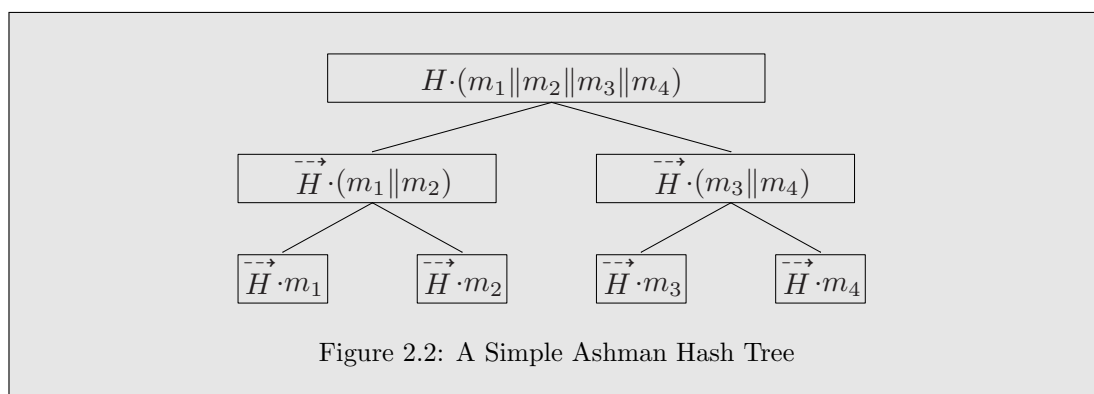 H·(m₁∥m₂∥m₃∥m₄)
H⃗·(m₁∥m₂) H⃗·(m₃∥m₄)
H⃗·m₁ H⃗·m₂ H⃗·m₃ H⃗·m₄
Figure 2.2: A Simple Ashman Hash Tree